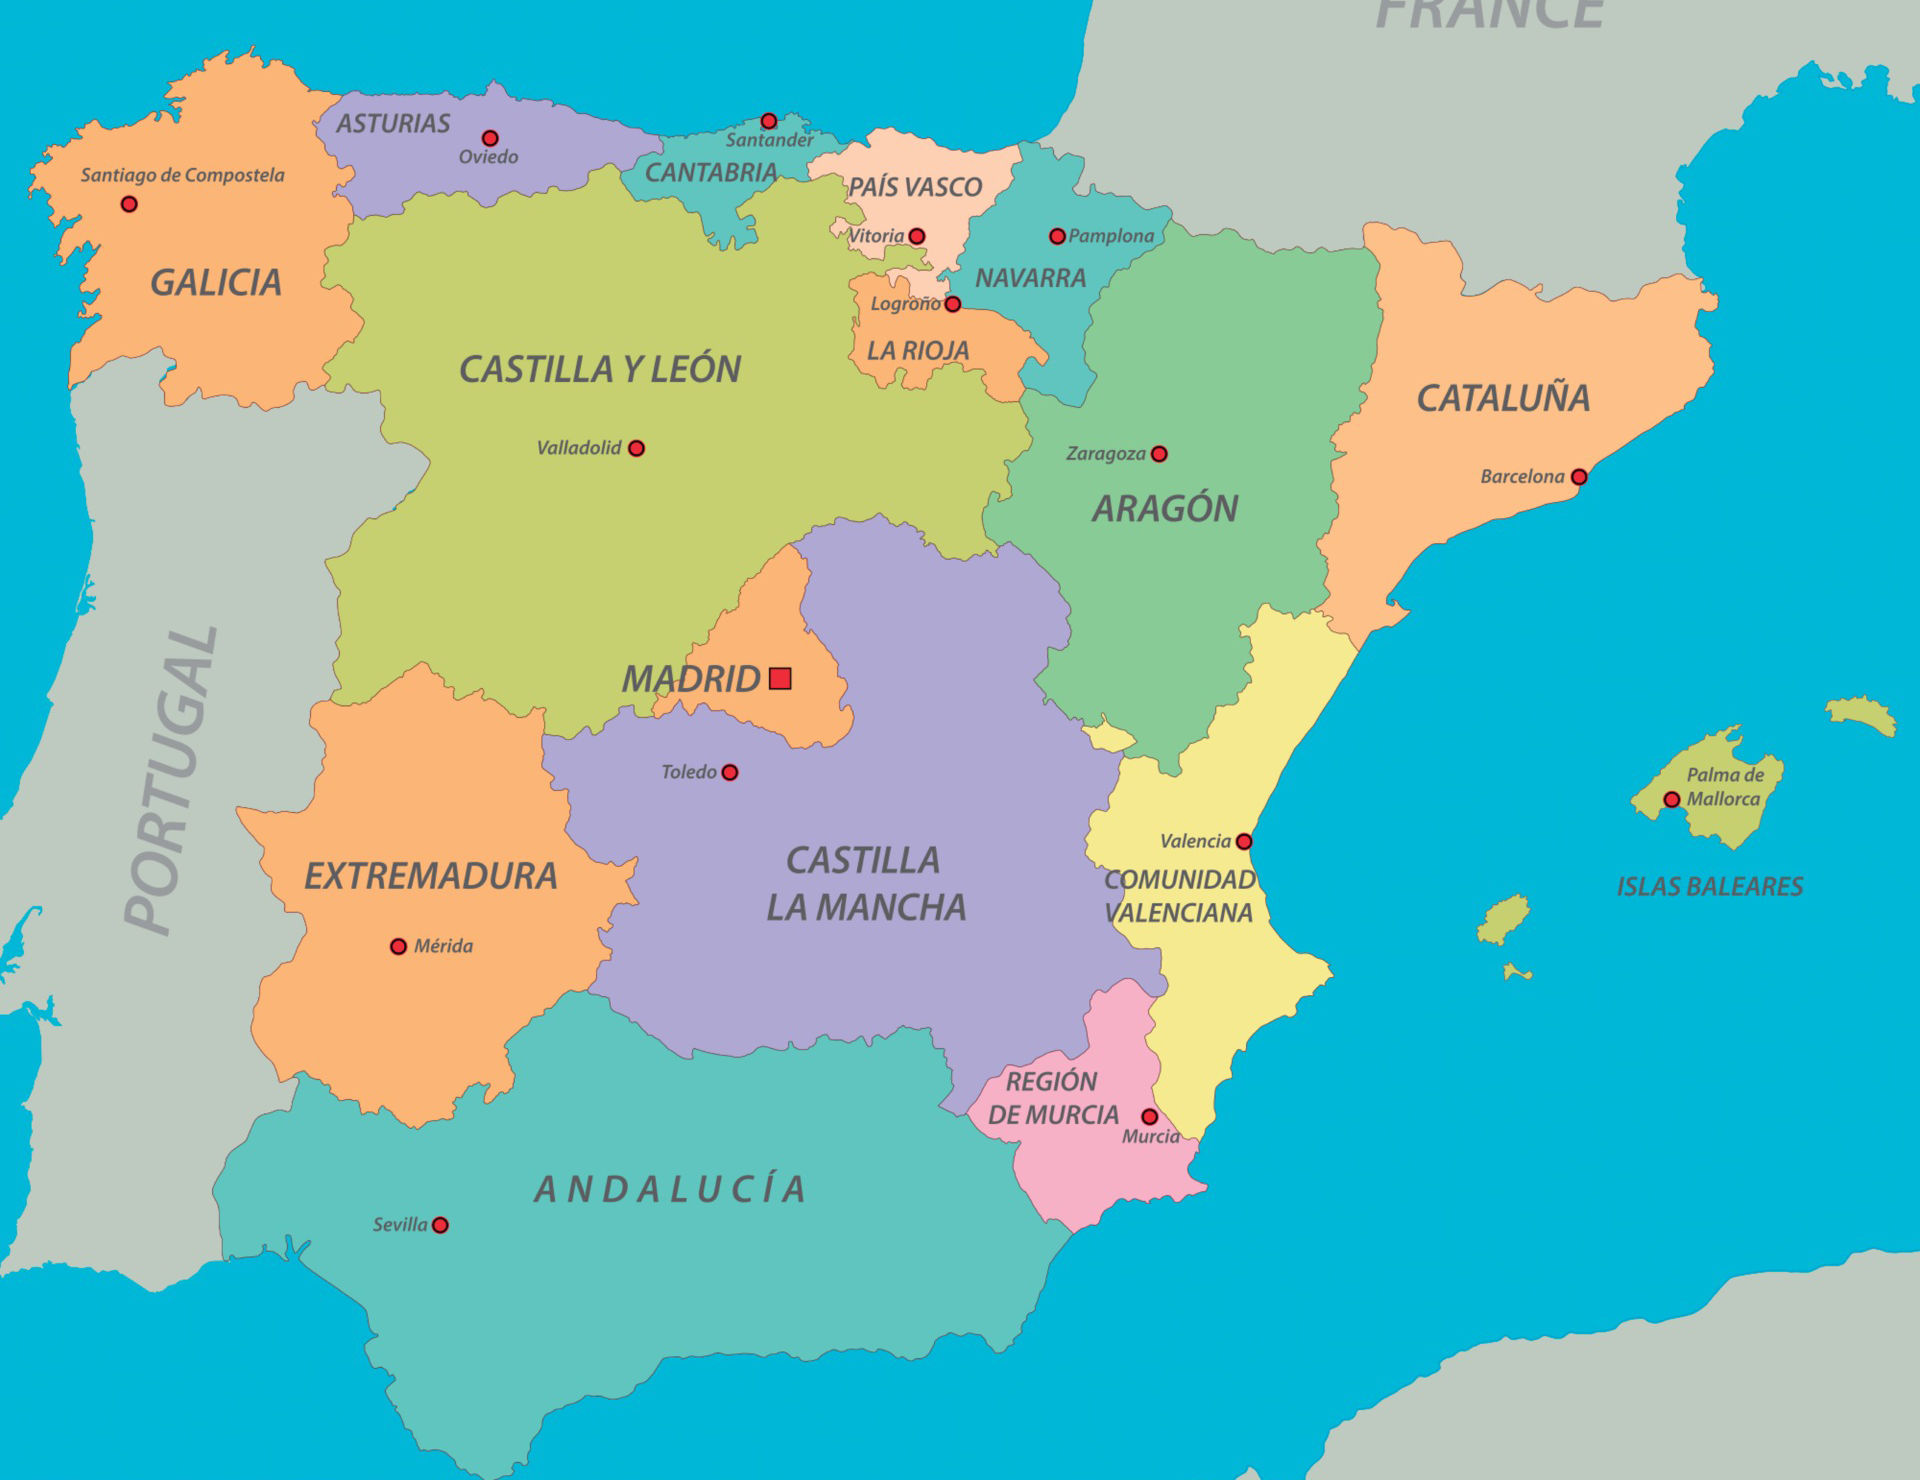 FRANCE
ASTURIAS
Oviedo
Santander
CANTABRIA
Santiago de Compostela
PAÍS VASCO
Vitoria
Pamplona
GALICIA
NAVARRA
Logroño
LA RIOJA
CASTILLA Y LEÓN
CATALUÑA
Valladolid
Zaragoza
Barcelona
ARAGÓN
MADRID
PORTUGAL
Toledo
Palma de
Mallorca
Valencia
EXTREMADURA
CASTILLA
LA MANCHA
COMUNIDAD
VALENCIANA
ISLAS BALEARES
Mérida
REGIÓN
DE MURCIA
Murcia
ANDALUCÍA
Sevilla